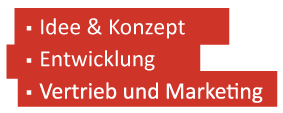 ▪ Idee & Konzept
▪ Entwicklung
▪ Vertrieb und Marketing